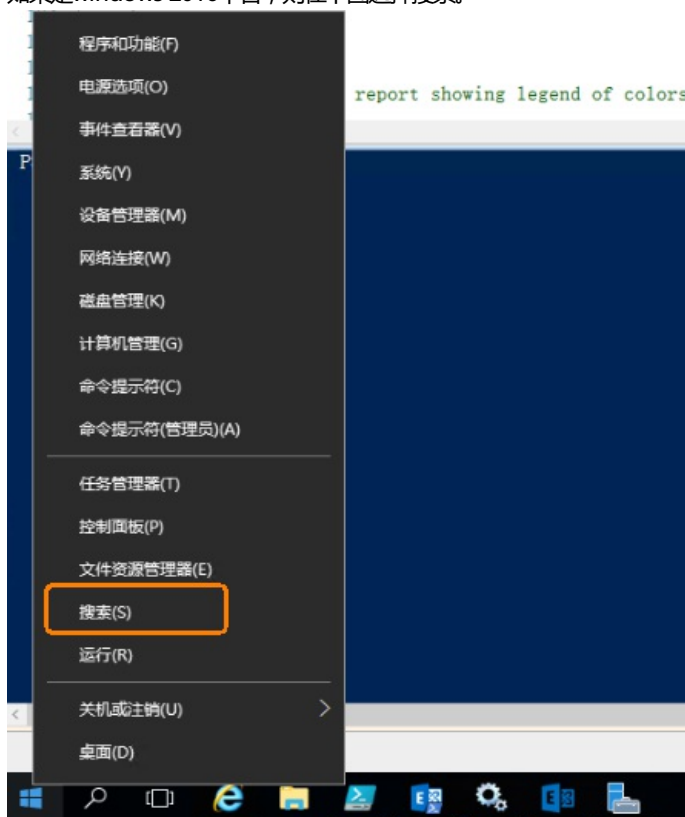 程序和功能(F)
电源选项(O)
report showing legend of colors
事件查看器(V)
P
系统(Y)
设备管理器(M)
网络连接(W)
磁盘管理(K)
计算机管理(G)
命令提示符(C)
命令提示符(管理员)(A)
任务管理器(T)
控制面板(P)
文件资源管理器(E)
搜索(S)
运行(R)
关机或注销(U)
桌面(D)